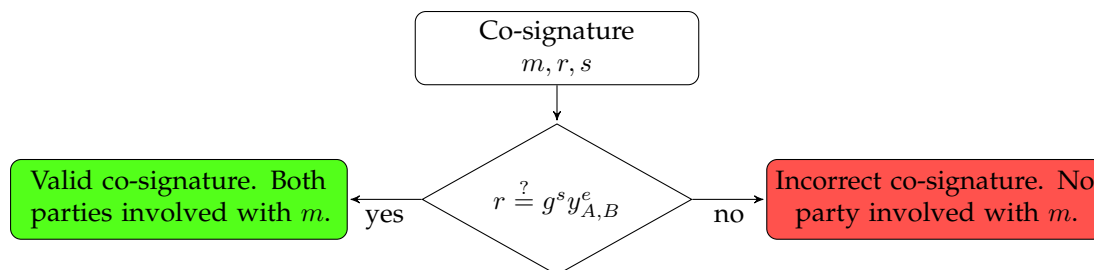 Co-signature
m, r, s
Valid co-signature. Both
parties involved with m.
yes
r ≟ g^s y^e_{A,B}
no
Incorrect co-signature. No
party involved with m.